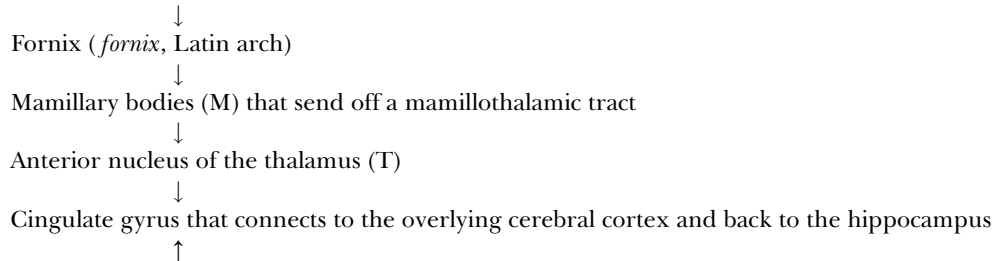 ↓
Fornix (fornix, Latin arch)
↓
Mamillary bodies (M) that send off a mamillothalamic tract
↓
Anterior nucleus of the thalamus (T)
↓
Cingulate gyrus that connects to the overlying cerebral cortex and back to the hippocampus
↑